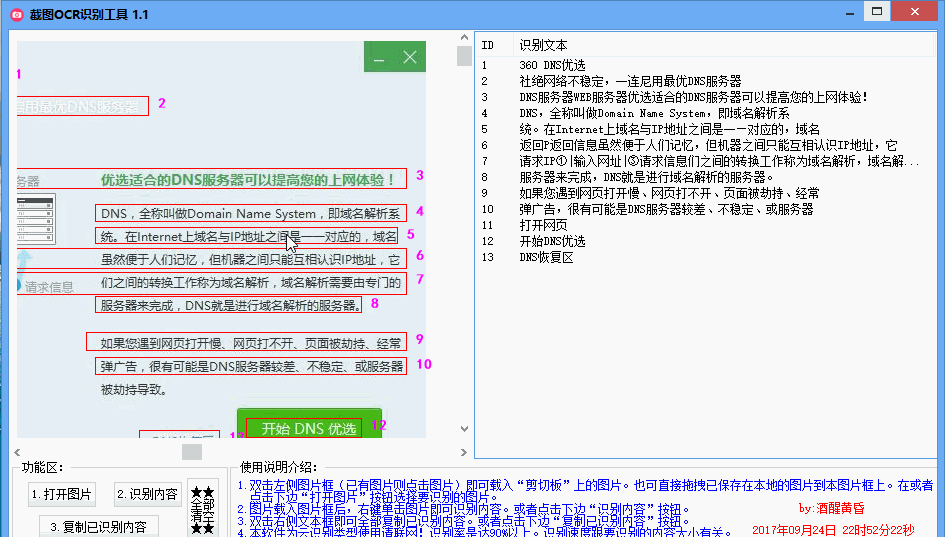 截图OCR识别工具 1.1
1
启用最优DNS服务器 2
务器 优选适合的DNS服务器可以提高您的上网体验！ 3
DNS，全称叫做Domain Name System，即域名解析系 4
统。在Internet上域名与IP地址之间是一一对应的，域名 5
虽然便于人们记忆，但机器之间只能互相认识IP地址，它 6
请求信息 们之间的转换工作称为域名解析，域名解析需要由专门的 7
服务器来完成，DNS就是进行域名解析的服务器。 8
如果您遇到网页打开慢、网页打不开、页面被劫持、经常 9
弹广告，很有可能是DNS服务器较差、不稳定、或服务器 10
被劫持导致。
开始 DNS 优选 12
ID 识别文本
1 360 DNS优选
2 社绝网络不稳定，一连尼用最优DNS服务器
3 DNS服务器WEB服务器优选适合的DNS服务器可以提高您的上网体验！
4 DNS，全称叫做Domain Name System，即域名解析系
5 统。在Internet上域名与IP地址之间是一一对应的，域名
6 返回P返回信息虽然便于人们记忆，但机器之间只能互相认识IP地址，它
7 请求IP①|输入网址|③请求信息们之间的转换工作称为域名解析，域名解...
8 服务器来完成，DNS就是进行域名解析的服务器。
9 如果您遇到网页打开慢、网页打不开、页面被劫持、经常
10 弹广告，很有可能是DNS服务器较差、不稳定、或服务器
11 打开网页
12 开始DNS优选
13 DNS恢复区
功能区：
1.打开图片 2.识别内容 ★★全部清空★★
3.复制已识别内容
使用说明介绍：
1.双击左侧图片框（已有图片则点击图片）即可载入“剪切板”上的图片。也可直接拖拽已保存在本地的图片到本图片框上。在或者
点击下边“打开图片”按钮选择要识别的图片。
2.图片载入图片框后，右键单击图片即可识别内容。或者点击下边“识别内容”按钮。
3.双击右侧文本框即可全部复制已识别内容。或者点击下边“复制已识别内容”按钮。
4.本软件为云识别类型使用请联网！识别率是达90%以上。识别速度跟要识别的内容大小有关。
by:酒醒黄昏
2017年09月24日 22时52分22秒